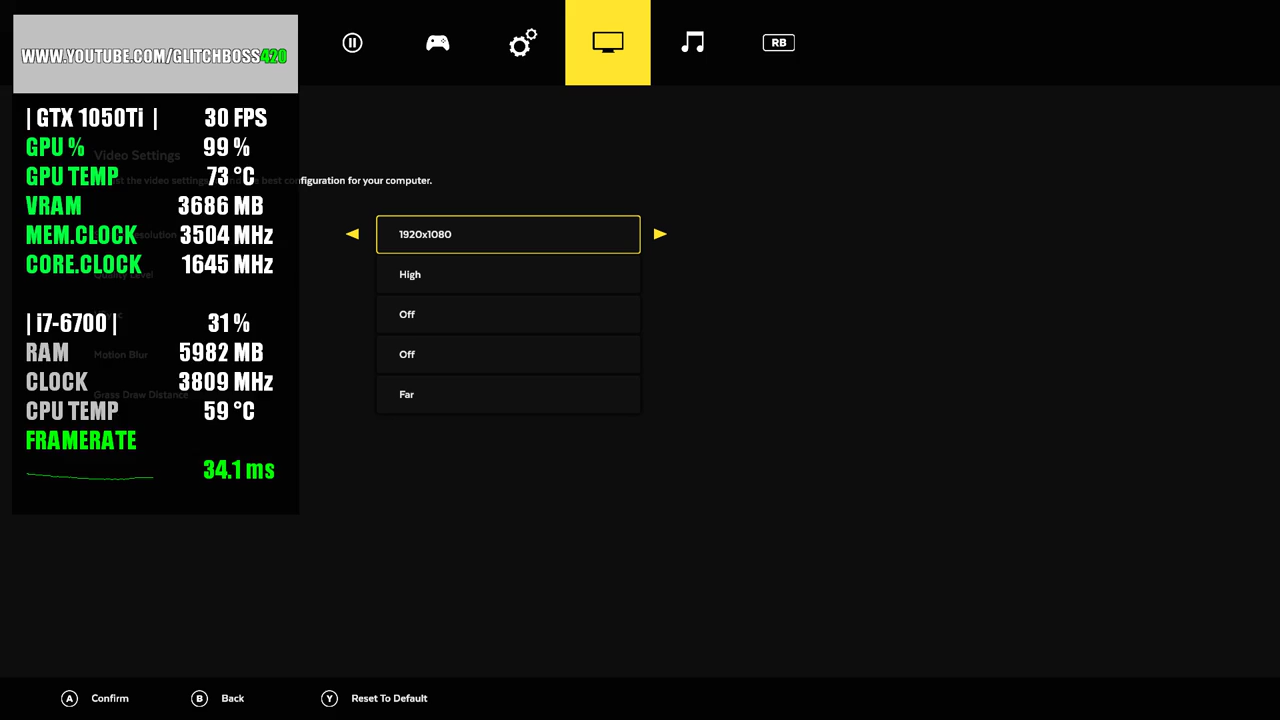 WWW.YOUTUBE.COM/GLITCHBOSS420
RB
| GTX 1050Ti | 30 FPS
GPU % 99 %
Video Settings
GPU TEMP 73 °C
figuration for your computer.
VRAM 3686 MB
MEM.CLOCK 3504 MHz
1920x1080
CORE.CLOCK 1645 MHz
Quality Level High
| i7-6700 | 31 %
Off
RAM 5982 MB
Motion Blur Off
CLOCK 3809 MHz
Grass Draw Distance Far
CPU TEMP 59 °C
FRAMERATE
34.1 ms
A Confirm B Back Y Reset To Default